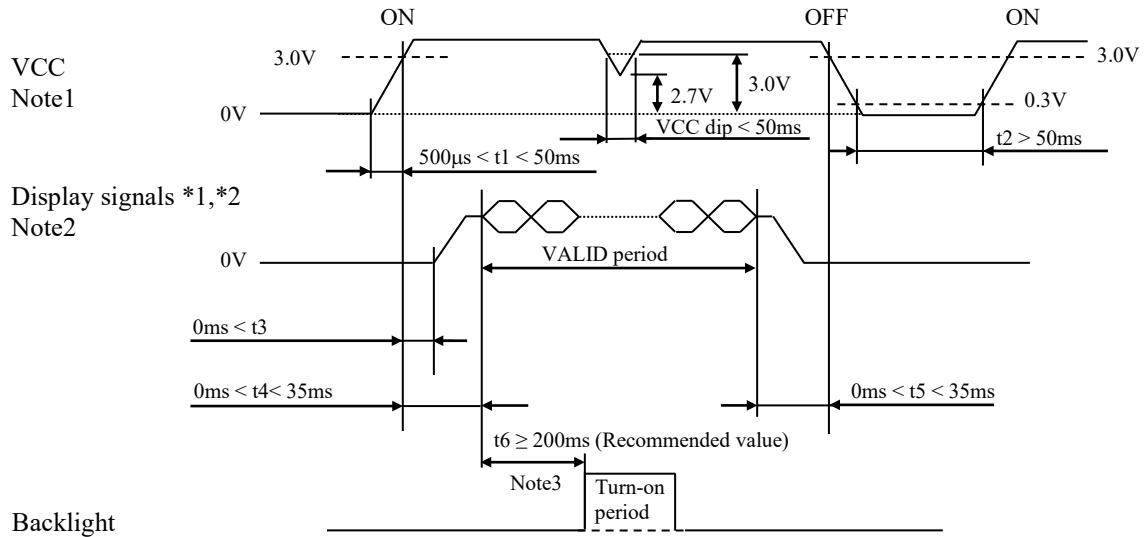 ON OFF ON
VCC
Note1
3.0V 3.0V
2.7V 3.0V
0.3V
0V
VCC dip < 50ms
t2 > 50ms
500μs < t1 < 50ms
Display signals *1,*2
Note2
VALID period
0V
0ms < t3
0ms < t4< 35ms
0ms < t5 < 35ms
t6 ≥ 200ms (Recommended value)
Note3
Turn-on
period
Backlight